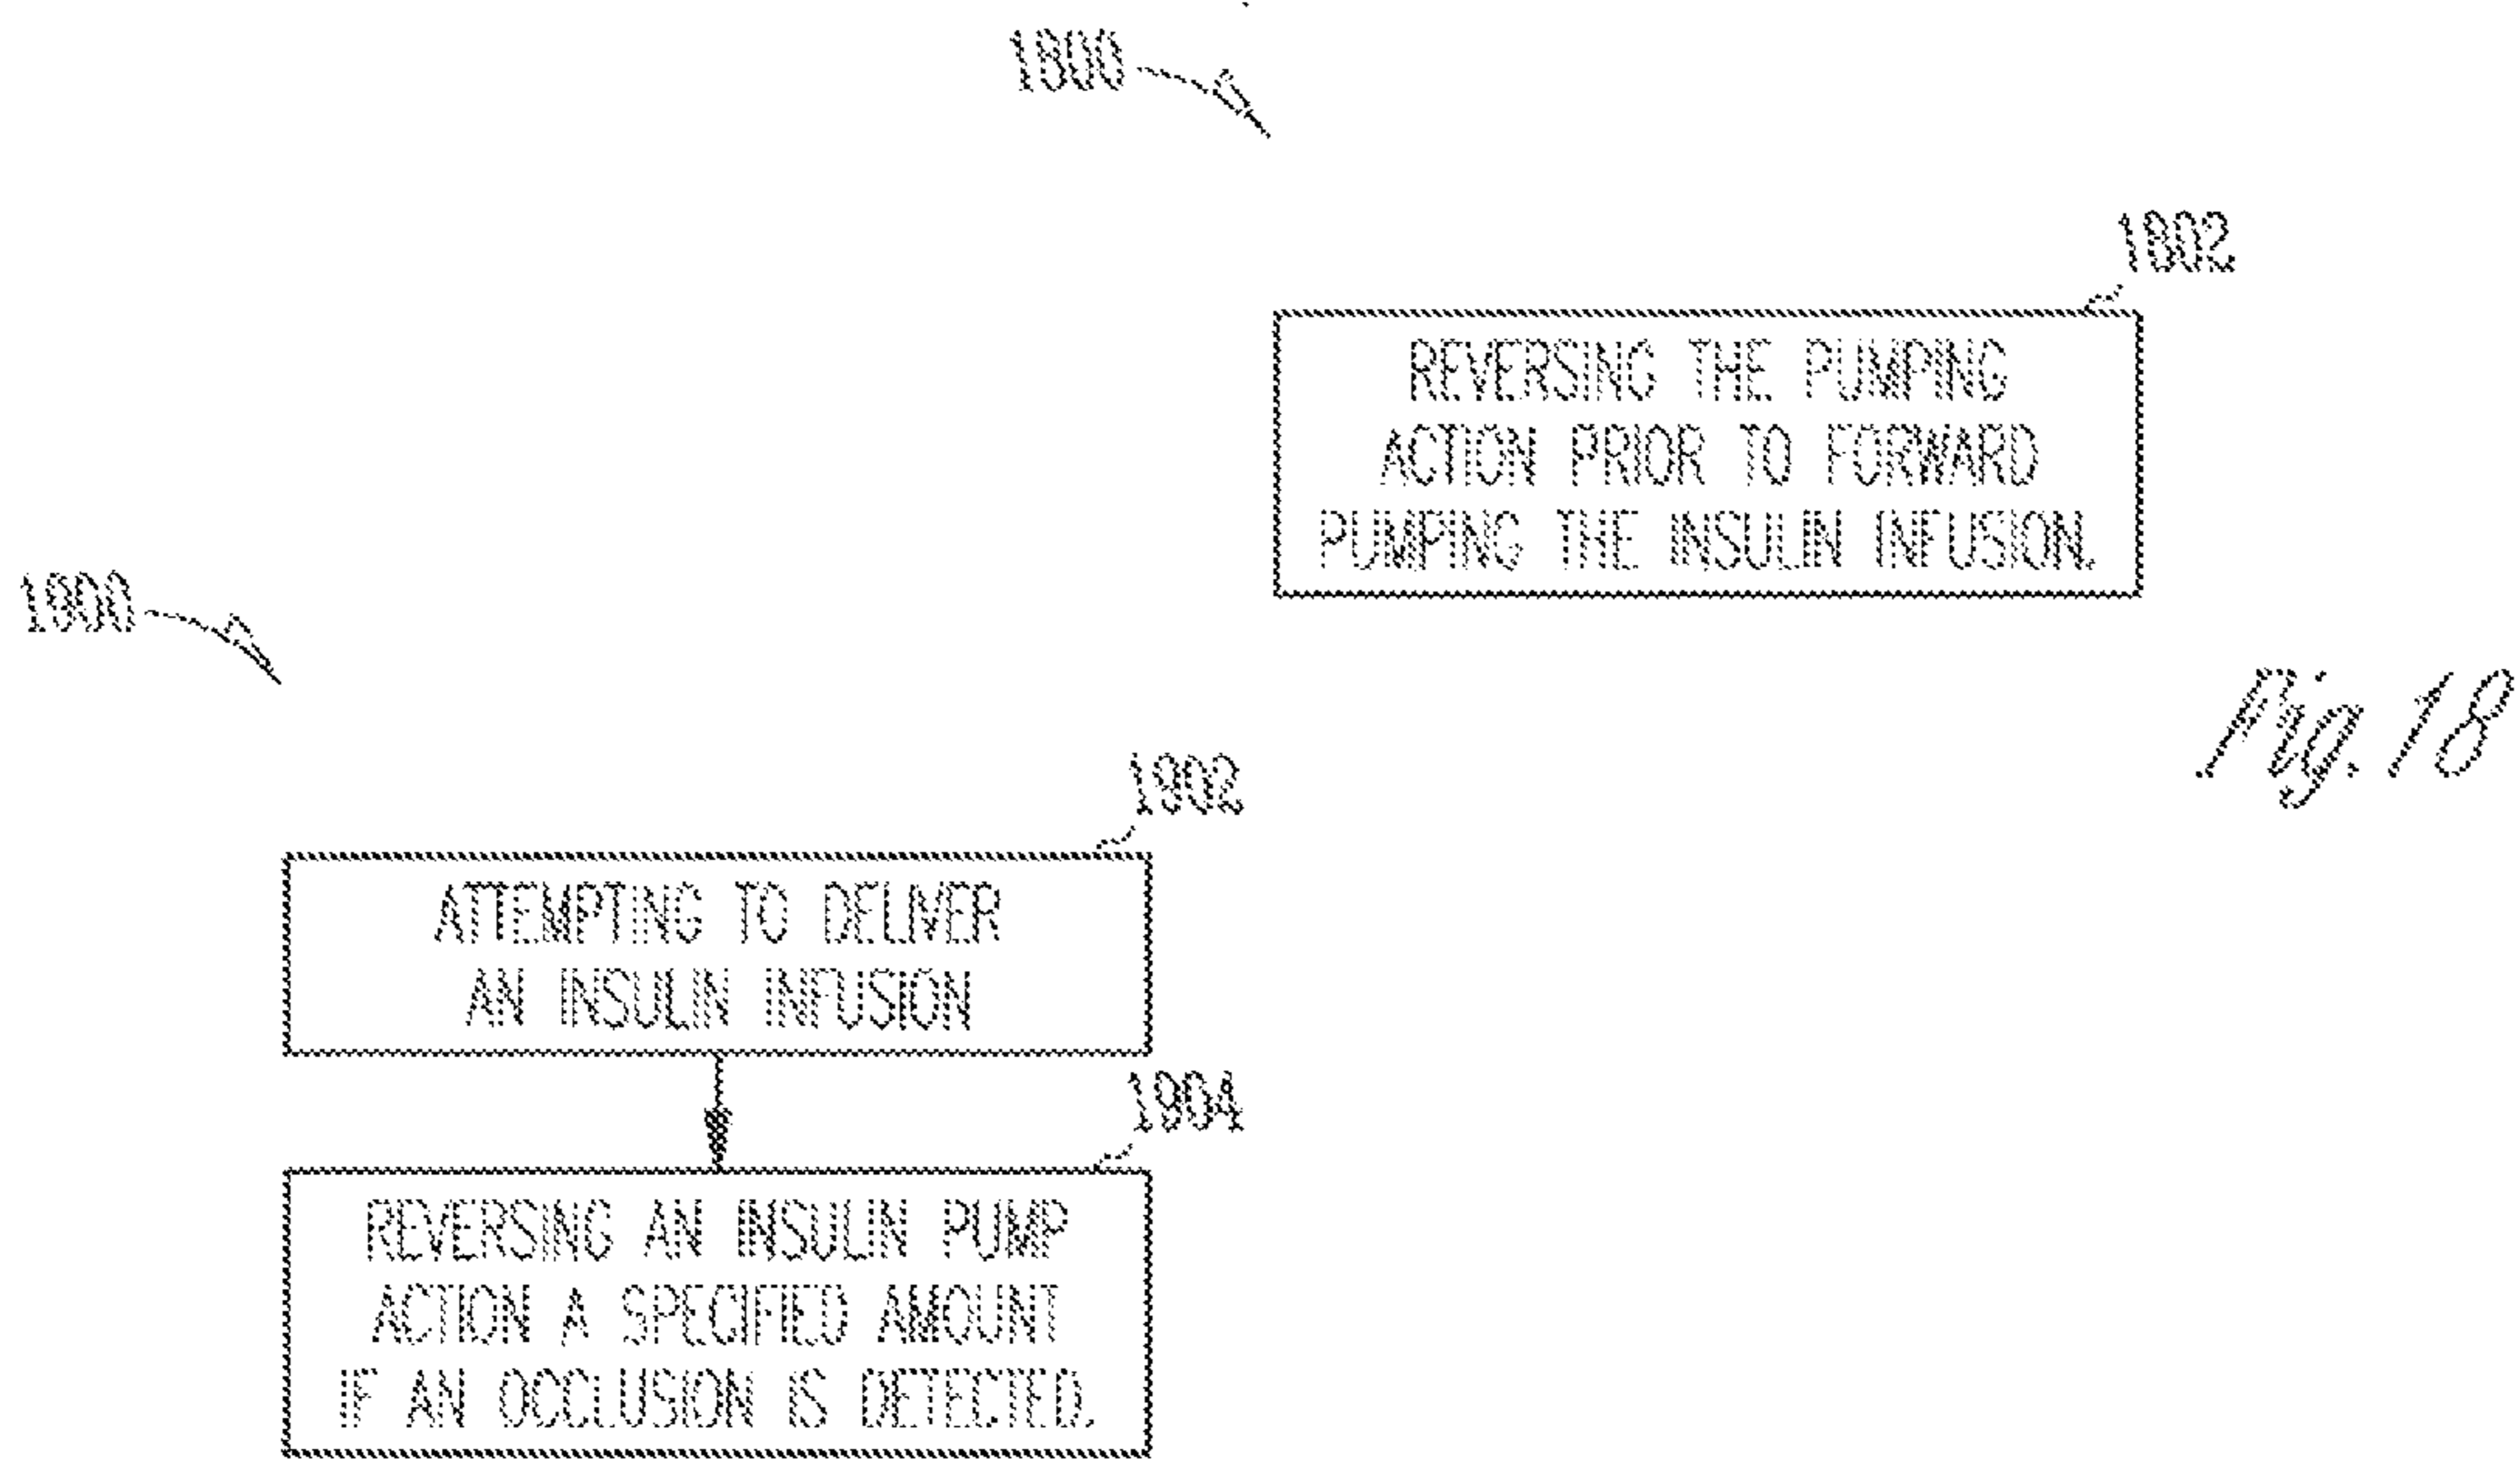 1800
1802
REVERSING THE PUMPING
ACTION PRIOR TO FORWARD
PUMPING THE INSULIN INFUSION.
Fig. 18
1900
1902
ATTEMPTING TO DELIVER
AN INSULIN INFUSION
1904
REVERSING AN INSULIN PUMP
ACTION A SPECIFIED AMOUNT
IF AN OCCLUSION IS DETECTED.